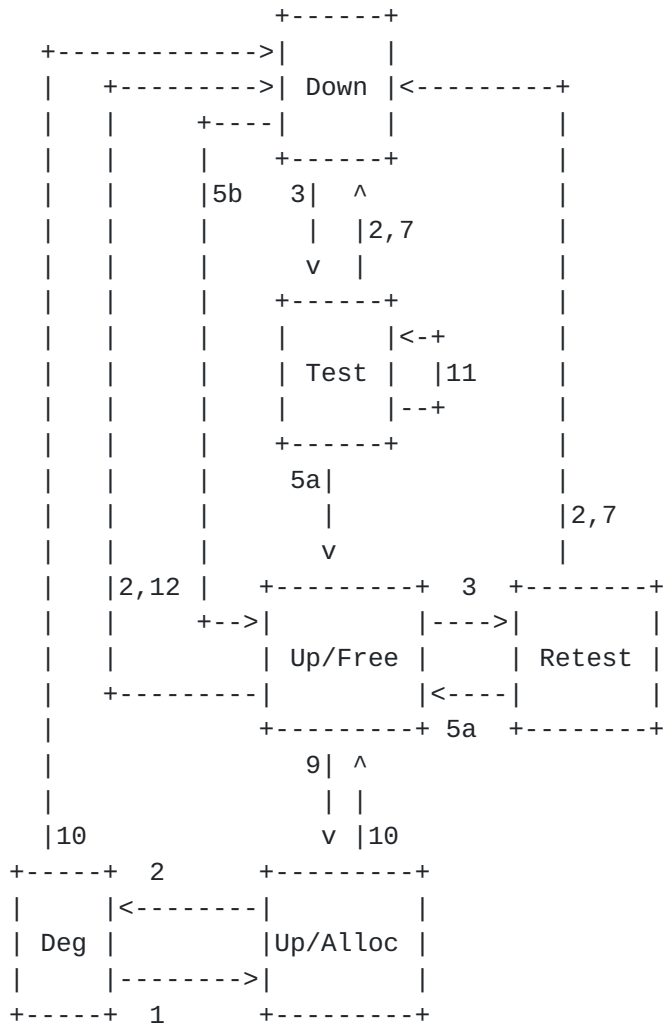 Down
5b 3
2,7
Test 11
5a
2,7
2,12 3
Up/Free Retest
5a
9
10 10
2
Deg Up/Alloc
1